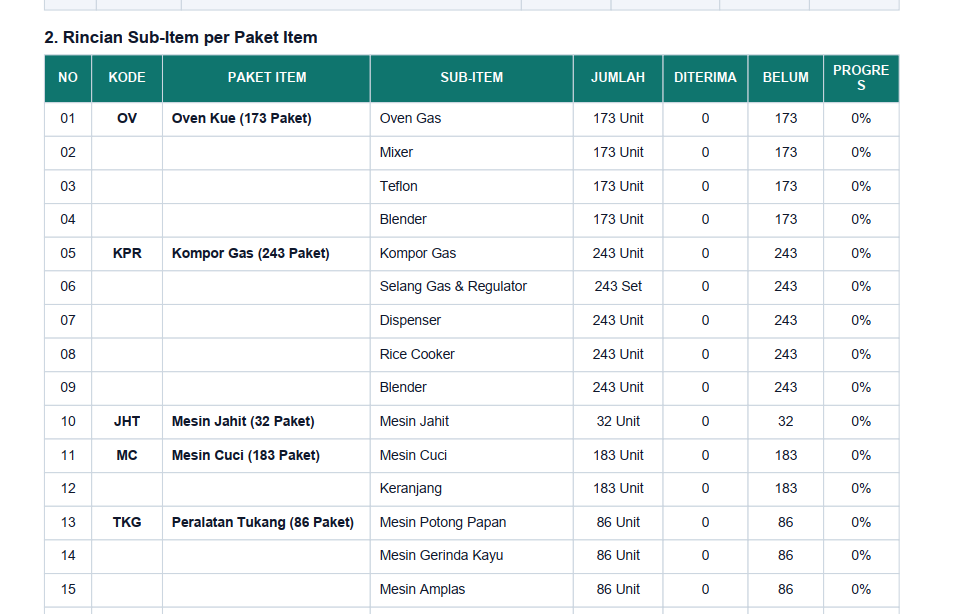 2. Rincian Sub-Item per Paket Item
NO KODE PAKET ITEM SUB-ITEM JUMLAH DITERIMA BELUM PROGRE
S
01 OV Oven Kue (173 Paket) Oven Gas 173 Unit 0 173 0%
02 Mixer 173 Unit 0 173 0%
03 Teflon 173 Unit 0 173 0%
04 Blender 173 Unit 0 173 0%
05 KPR Kompor Gas (243 Paket) Kompor Gas 243 Unit 0 243 0%
06 Selang Gas & Regulator 243 Set 0 243 0%
07 Dispenser 243 Unit 0 243 0%
08 Rice Cooker 243 Unit 0 243 0%
09 Blender 243 Unit 0 243 0%
10 JHT Mesin Jahit (32 Paket) Mesin Jahit 32 Unit 0 32 0%
11 MC Mesin Cuci (183 Paket) Mesin Cuci 183 Unit 0 183 0%
12 Keranjang 183 Unit 0 183 0%
13 TKG Peralatan Tukang (86 Paket) Mesin Potong Papan 86 Unit 0 86 0%
14 Mesin Gerinda Kayu 86 Unit 0 86 0%
15 Mesin Amplas 86 Unit 0 86 0%